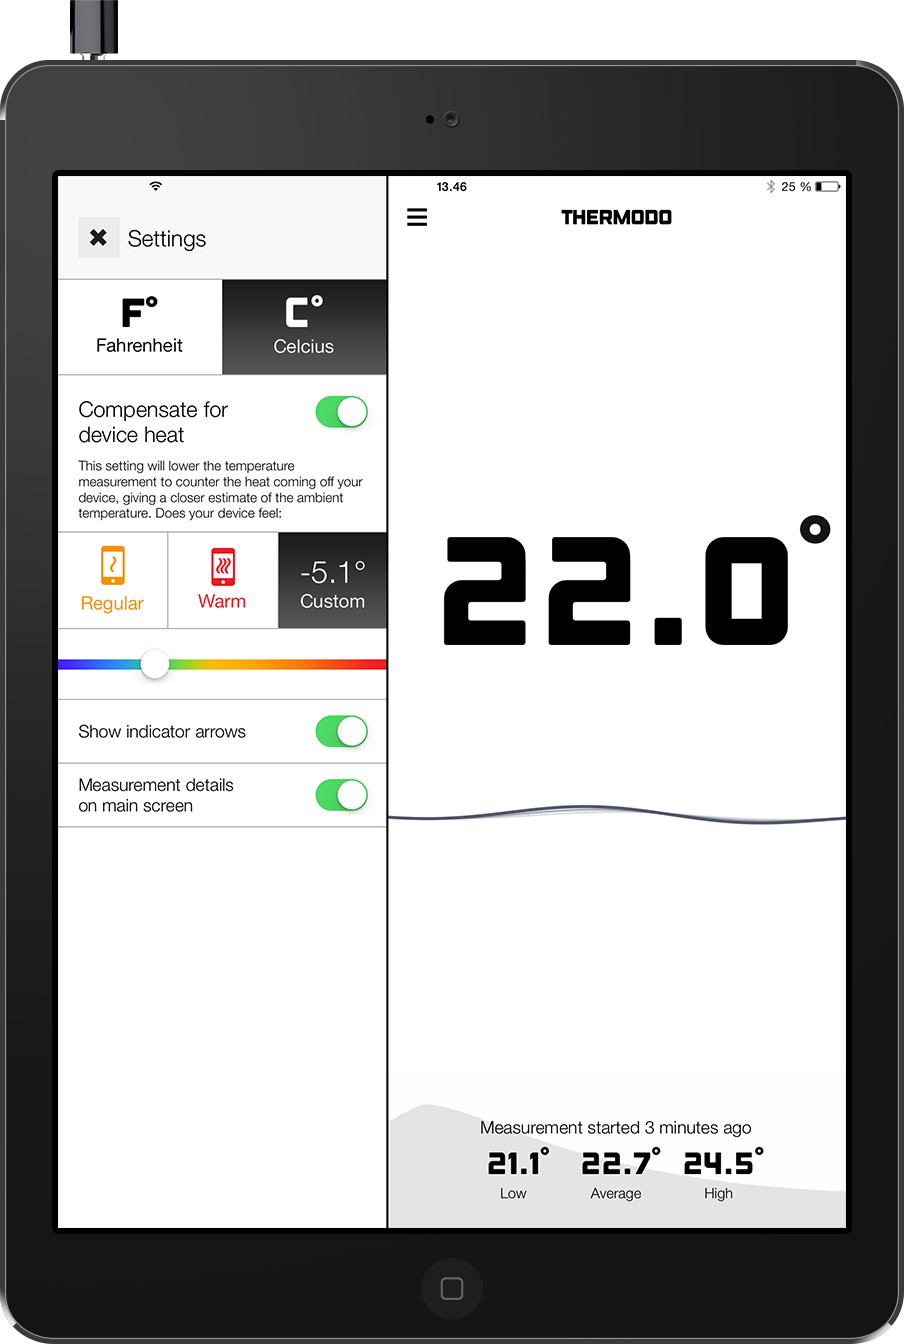 Settings
F°
Fahrenheit
C°
Celcius
Compensate for
device heat
This setting will lower the temperature
measurement to counter the heat coming off your
device, giving a closer estimate of the ambient
temperature. Does your device feel:
Regular
Warm
-5.1°
Custom
Show indicator arrows
Measurement details
on main screen
13.46
25 %
THERMODO
22.0°
Measurement started 3 minutes ago
21.1° 22.7° 24.5°
Low Average High